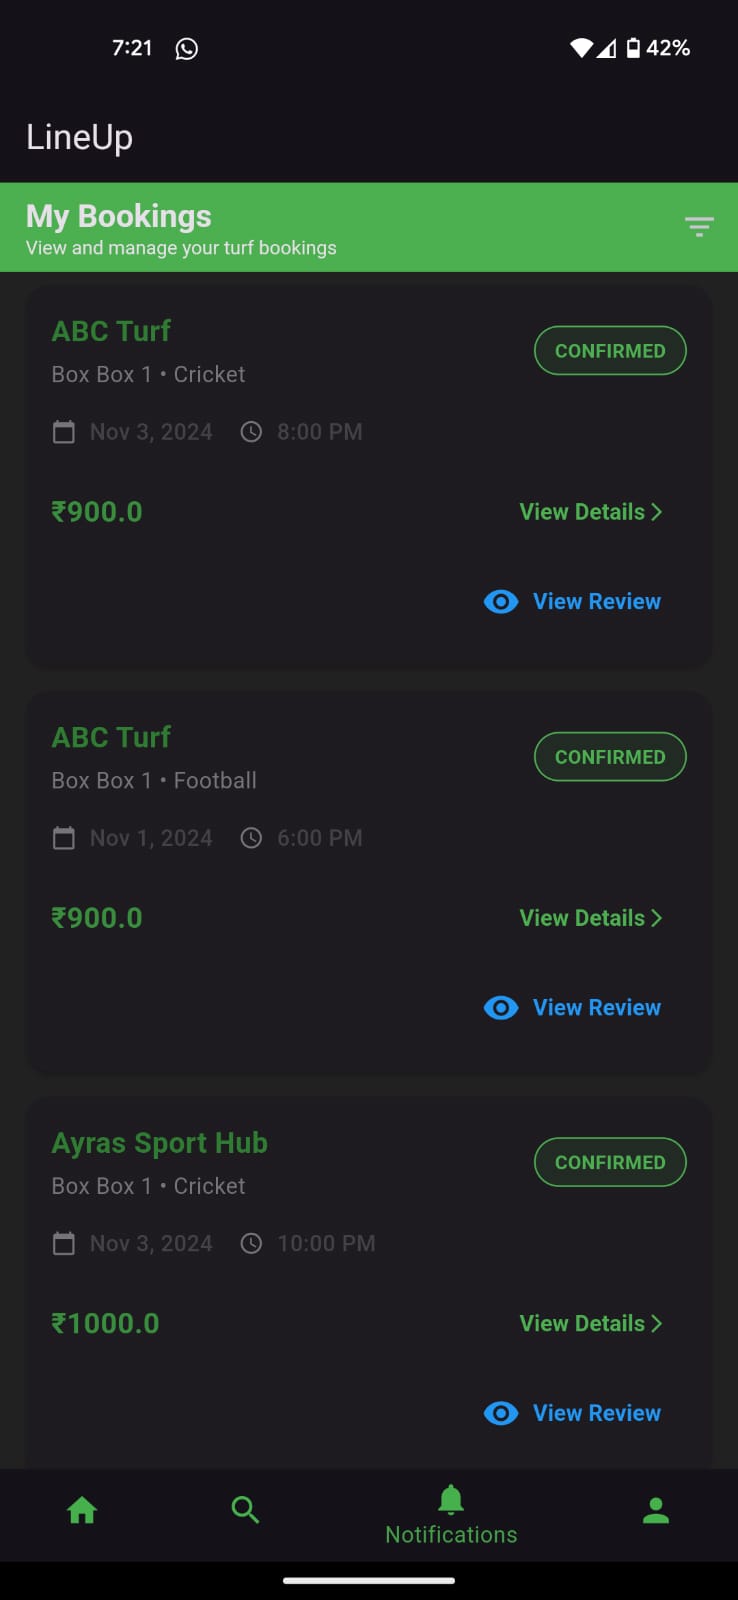 7:21 42%
LineUp
My Bookings
View and manage your turf bookings
ABC Turf
CONFIRMED
Box Box 1 • Cricket
Nov 3, 2024 8:00 PM
₹900.0 View Details
View Review
ABC Turf
CONFIRMED
Box Box 1 • Football
Nov 1, 2024 6:00 PM
₹900.0 View Details
View Review
Ayras Sport Hub
CONFIRMED
Box Box 1 • Cricket
Nov 3, 2024 10:00 PM
₹1000.0 View Details
View Review
Notifications